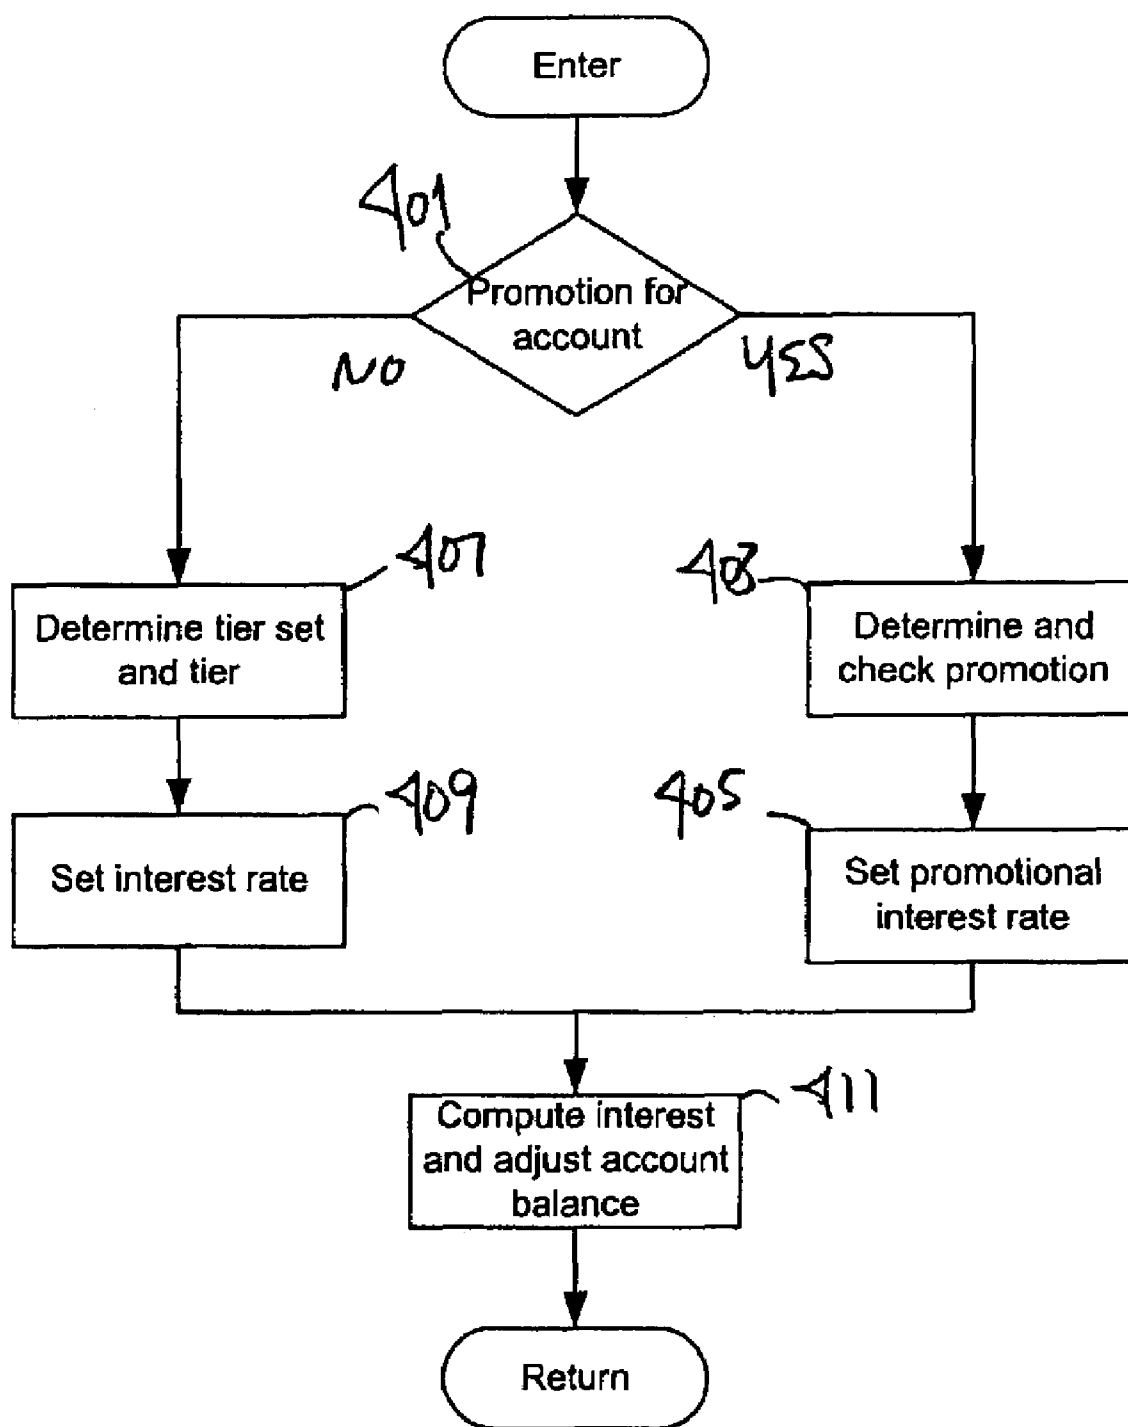 Enter
401
Promotion for
account
NO
YES
407
403
Determine tier set
and tier
Determine and
check promotion
409
405
Set interest rate
Set promotional
interest rate
411
Compute interest
and adjust account
balance
Return